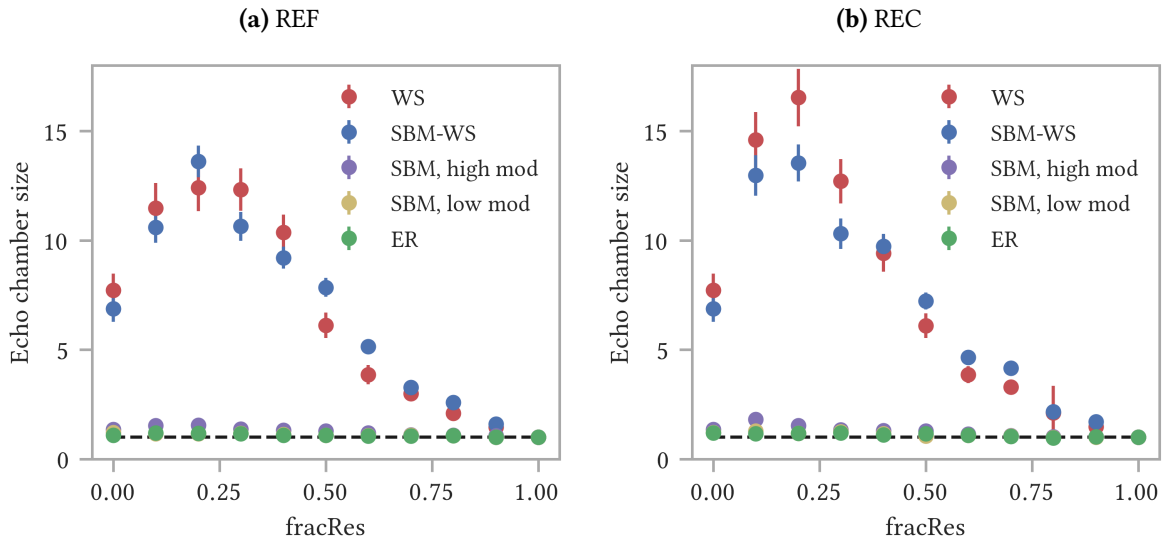 (a) REF
Echo chamber size
15
10
5
0
WS
SBM-WS
SBM, high mod
SBM, low mod
ER
0.00 0.25 0.50 0.75 1.00
fracRes
(b) REC
Echo chamber size
15
10
5
0
WS
SBM-WS
SBM, high mod
SBM, low mod
ER
0.00 0.25 0.50 0.75 1.00
fracRes